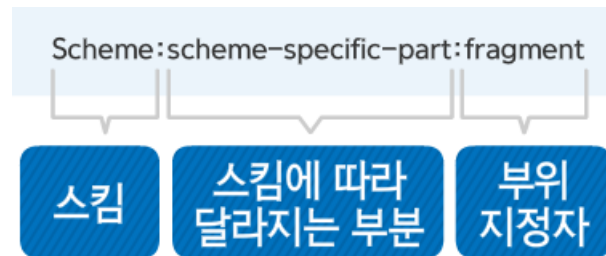 Scheme:scheme-specific-part:fragment
스킴
스킴에 따라
달라지는 부분
부위
지정자